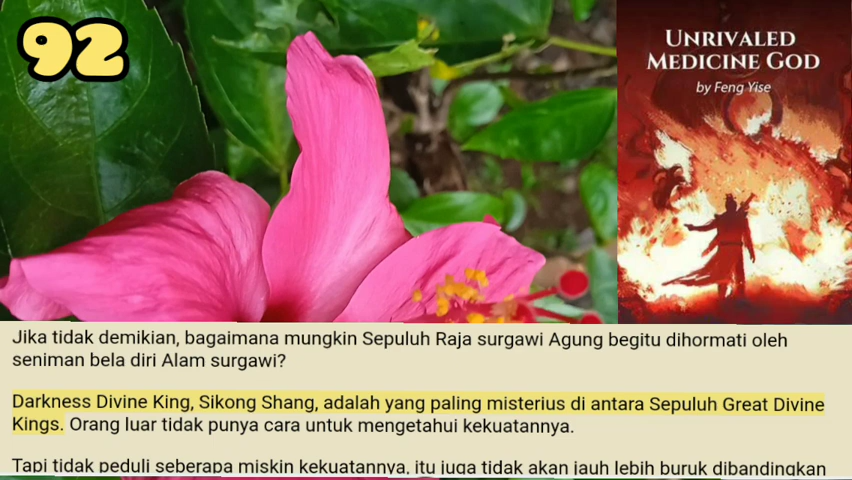 92
UNRIVALED
MEDICINE GOD
by Feng Yise
Jika tidak demikian, bagaimana mungkin Sepuluh Raja surgawi Agung begitu dihormati oleh
seniman bela diri Alam surgawi?
Darkness Divine King, Sikong Shang, adalah yang paling misterius di antara Sepuluh Great Divine
Kings. Orang luar tidak punya cara untuk mengetahui kekuatannya.
Tapi tidak peduli seberapa miskin kekuatannya, itu juga tidak akan jauh lebih buruk dibandingkan